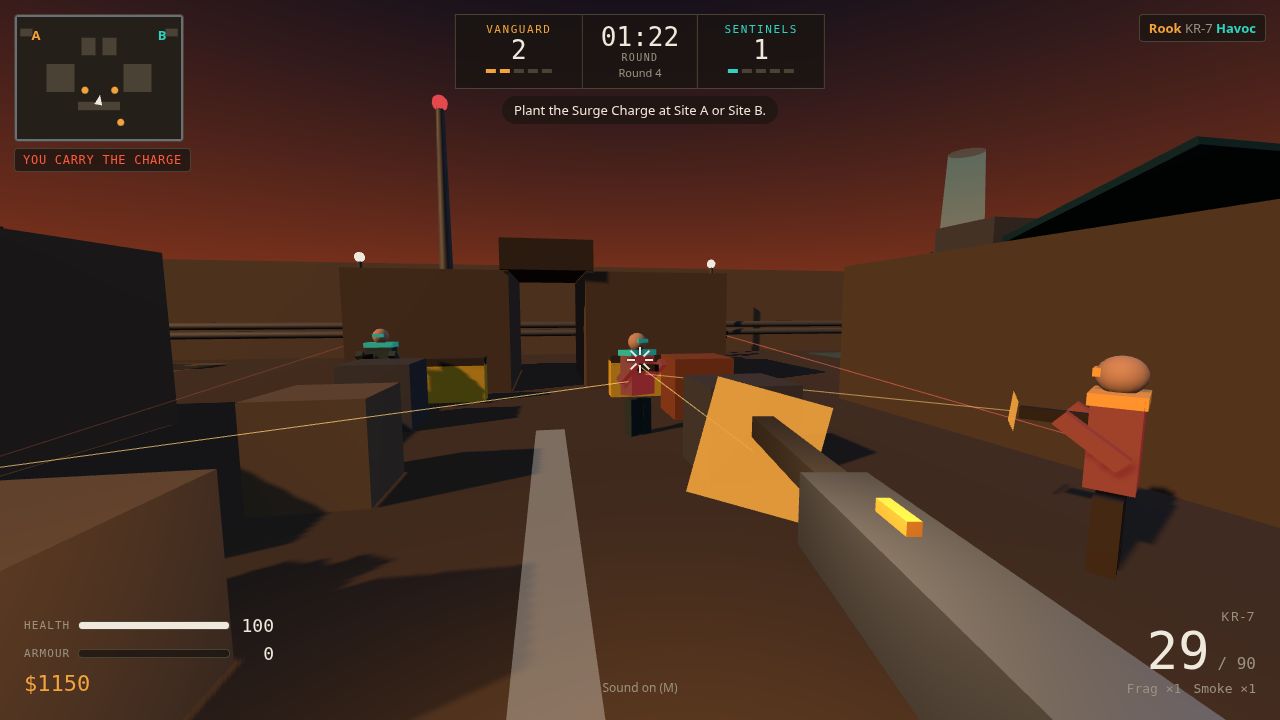 A B
YOU CARRY THE CHARGE
VANGUARD
2
01:22
ROUND
Round 4
SENTINELS
1
Plant the Surge Charge at Site A or Site B.
Rook KR-7 Havoc
HEALTH 100
ARMOUR 0
$1150
Sound on (M)
KR-7
29 / 90
Frag ×1 Smoke ×1